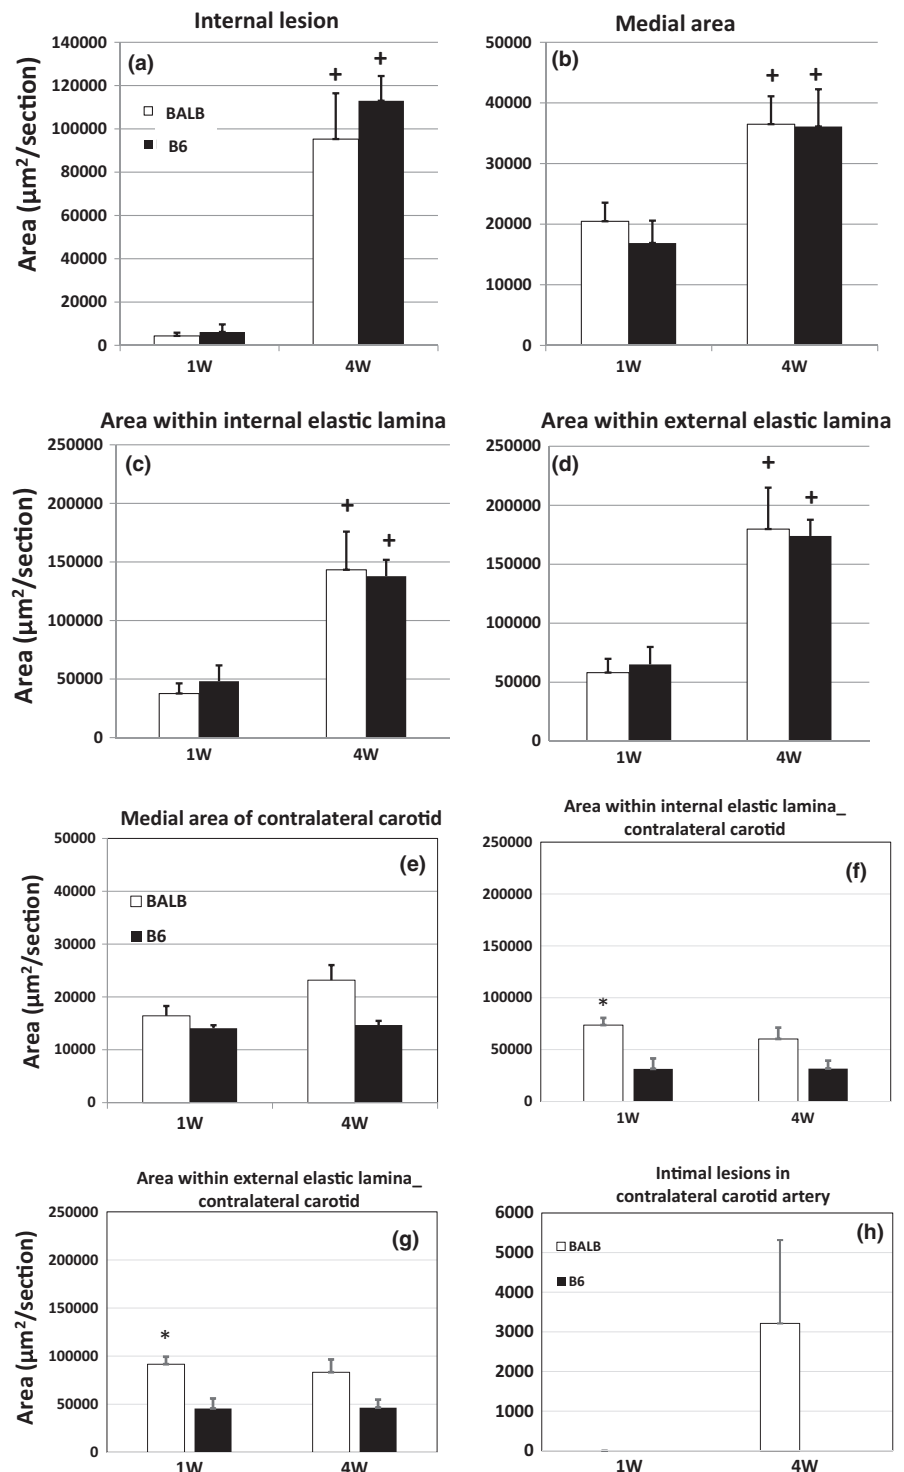 Internal lesion
Area (µm²/section)
140000
120000
100000
80000
60000
40000
20000
0
(a)
BALB
B6
+ +
1W 4W
Medial area
50000
40000
30000
20000
10000
0
(b)
+ +
1W 4W
Area within internal elastic lamina
Area (µm²/section)
250000
200000
150000
100000
50000
0
(c)
+
+
1W 4W
Area within external elastic lamina
250000
200000
150000
100000
50000
0
(d)
+
+
1W 4W
Medial area of contralateral carotid
Area (µm²/section)
50000
40000
30000
20000
10000
0
(e)
BALB
B6
1W 4W
Area within internal elastic lamina_
contralateral carotid
250000
200000
150000
100000
50000
0
(f)
*
1W 4W
Area within external elastic lamina_
contralateral carotid
Area (µm²/section)
250000
200000
150000
100000
50000
0
(g)
*
1W 4W
Intimal lesions in
contralateral carotid artery
6000
5000
4000
3000
2000
1000
0
(h)
BALB
B6
1W 4W